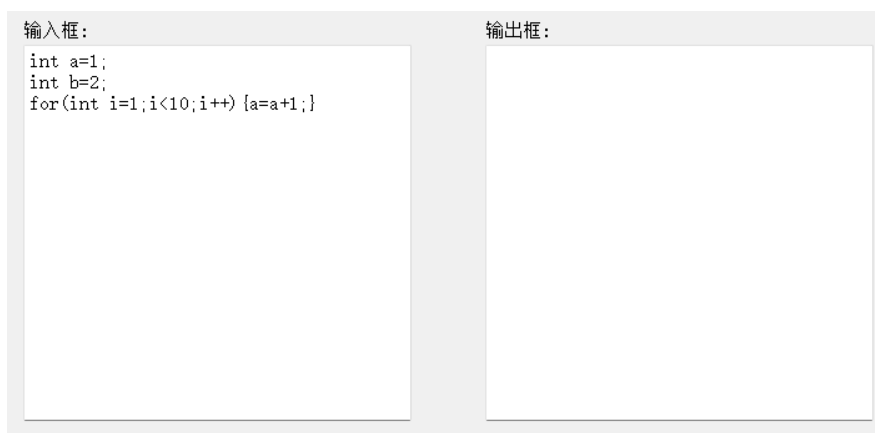 输入框:
int a=1;
int b=2;
for(int i=1;i<10;i++){a=a+1;}
输出框: